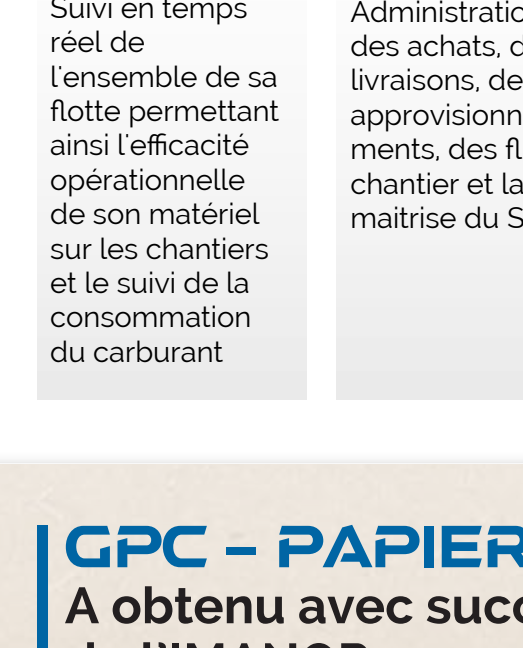 Suivi en temps
réel de
l'ensemble de sa
flotte permettant
ainsi l'efficacité
opérationnelle
de son matériel
sur les chantiers
et le suivi de la
consommation
du carburant
Administratio
des achats, d
livraisons, de
approvisionn
ments, des fl
chantier et la
maitrise du S
GPC – PAPIER
A obtenu avec succ
de l'IMANOR